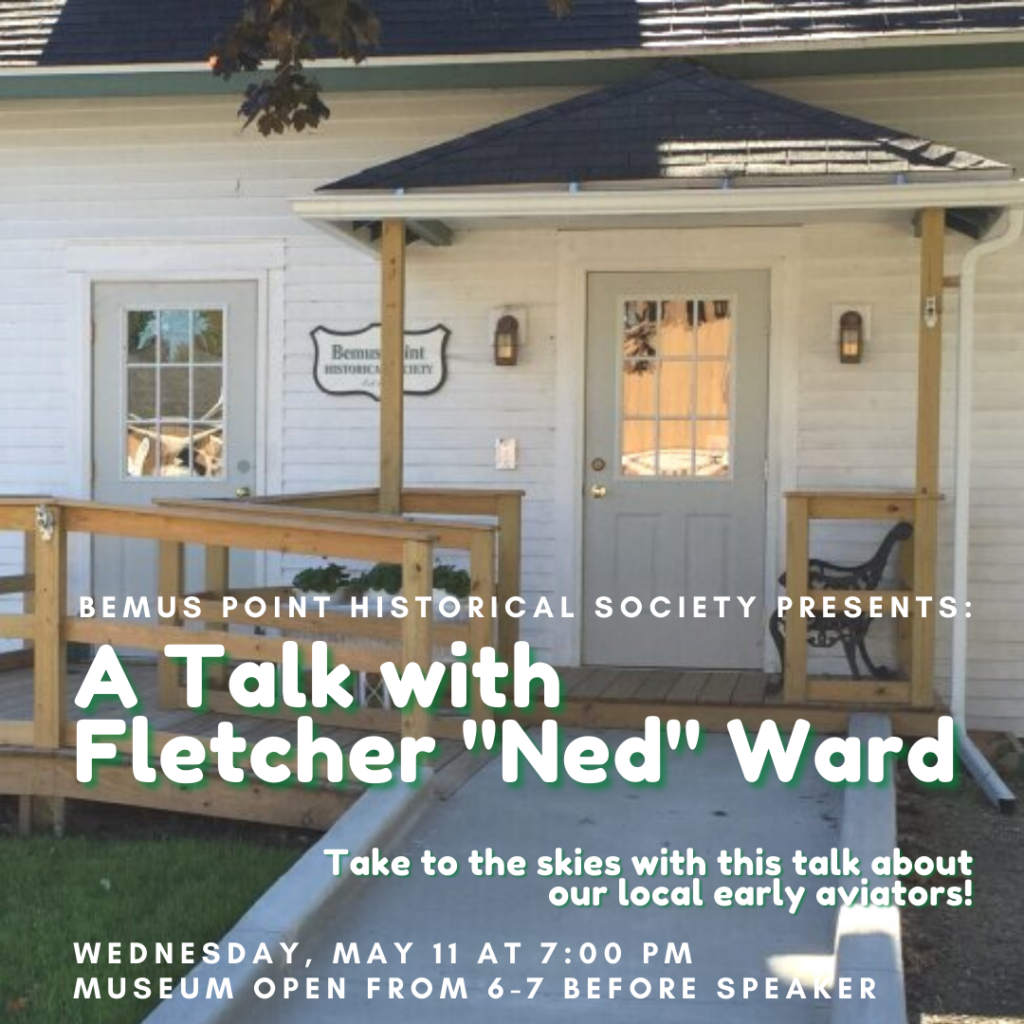 Bemus Point
HISTORICAL SOCIETY
BEMUS POINT HISTORICAL SOCIETY PRESENTS:
A Talk with
Fletcher "Ned" Ward
Take to the skies with this talk about
our local early aviators!
WEDNESDAY, MAY 11 AT 7:00 PM
MUSEUM OPEN FROM 6-7 BEFORE SPEAKER